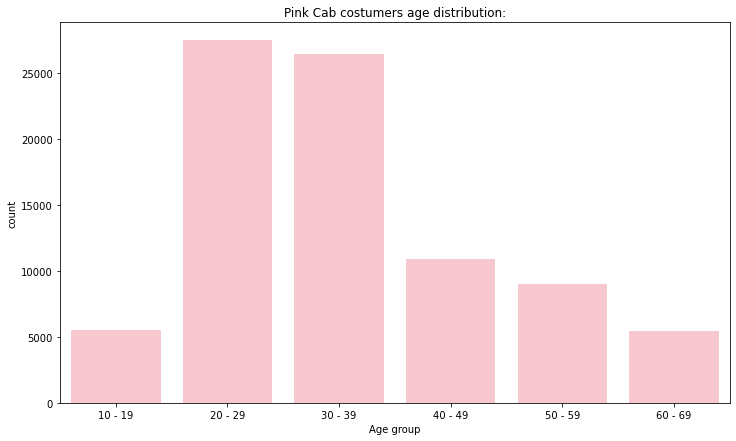 Pink Cab costumers age distribution:
25000
20000
15000
10000
5000
0
count
10 - 19
20 - 29
30 - 39
40 - 49
50 - 59
60 - 69
Age group